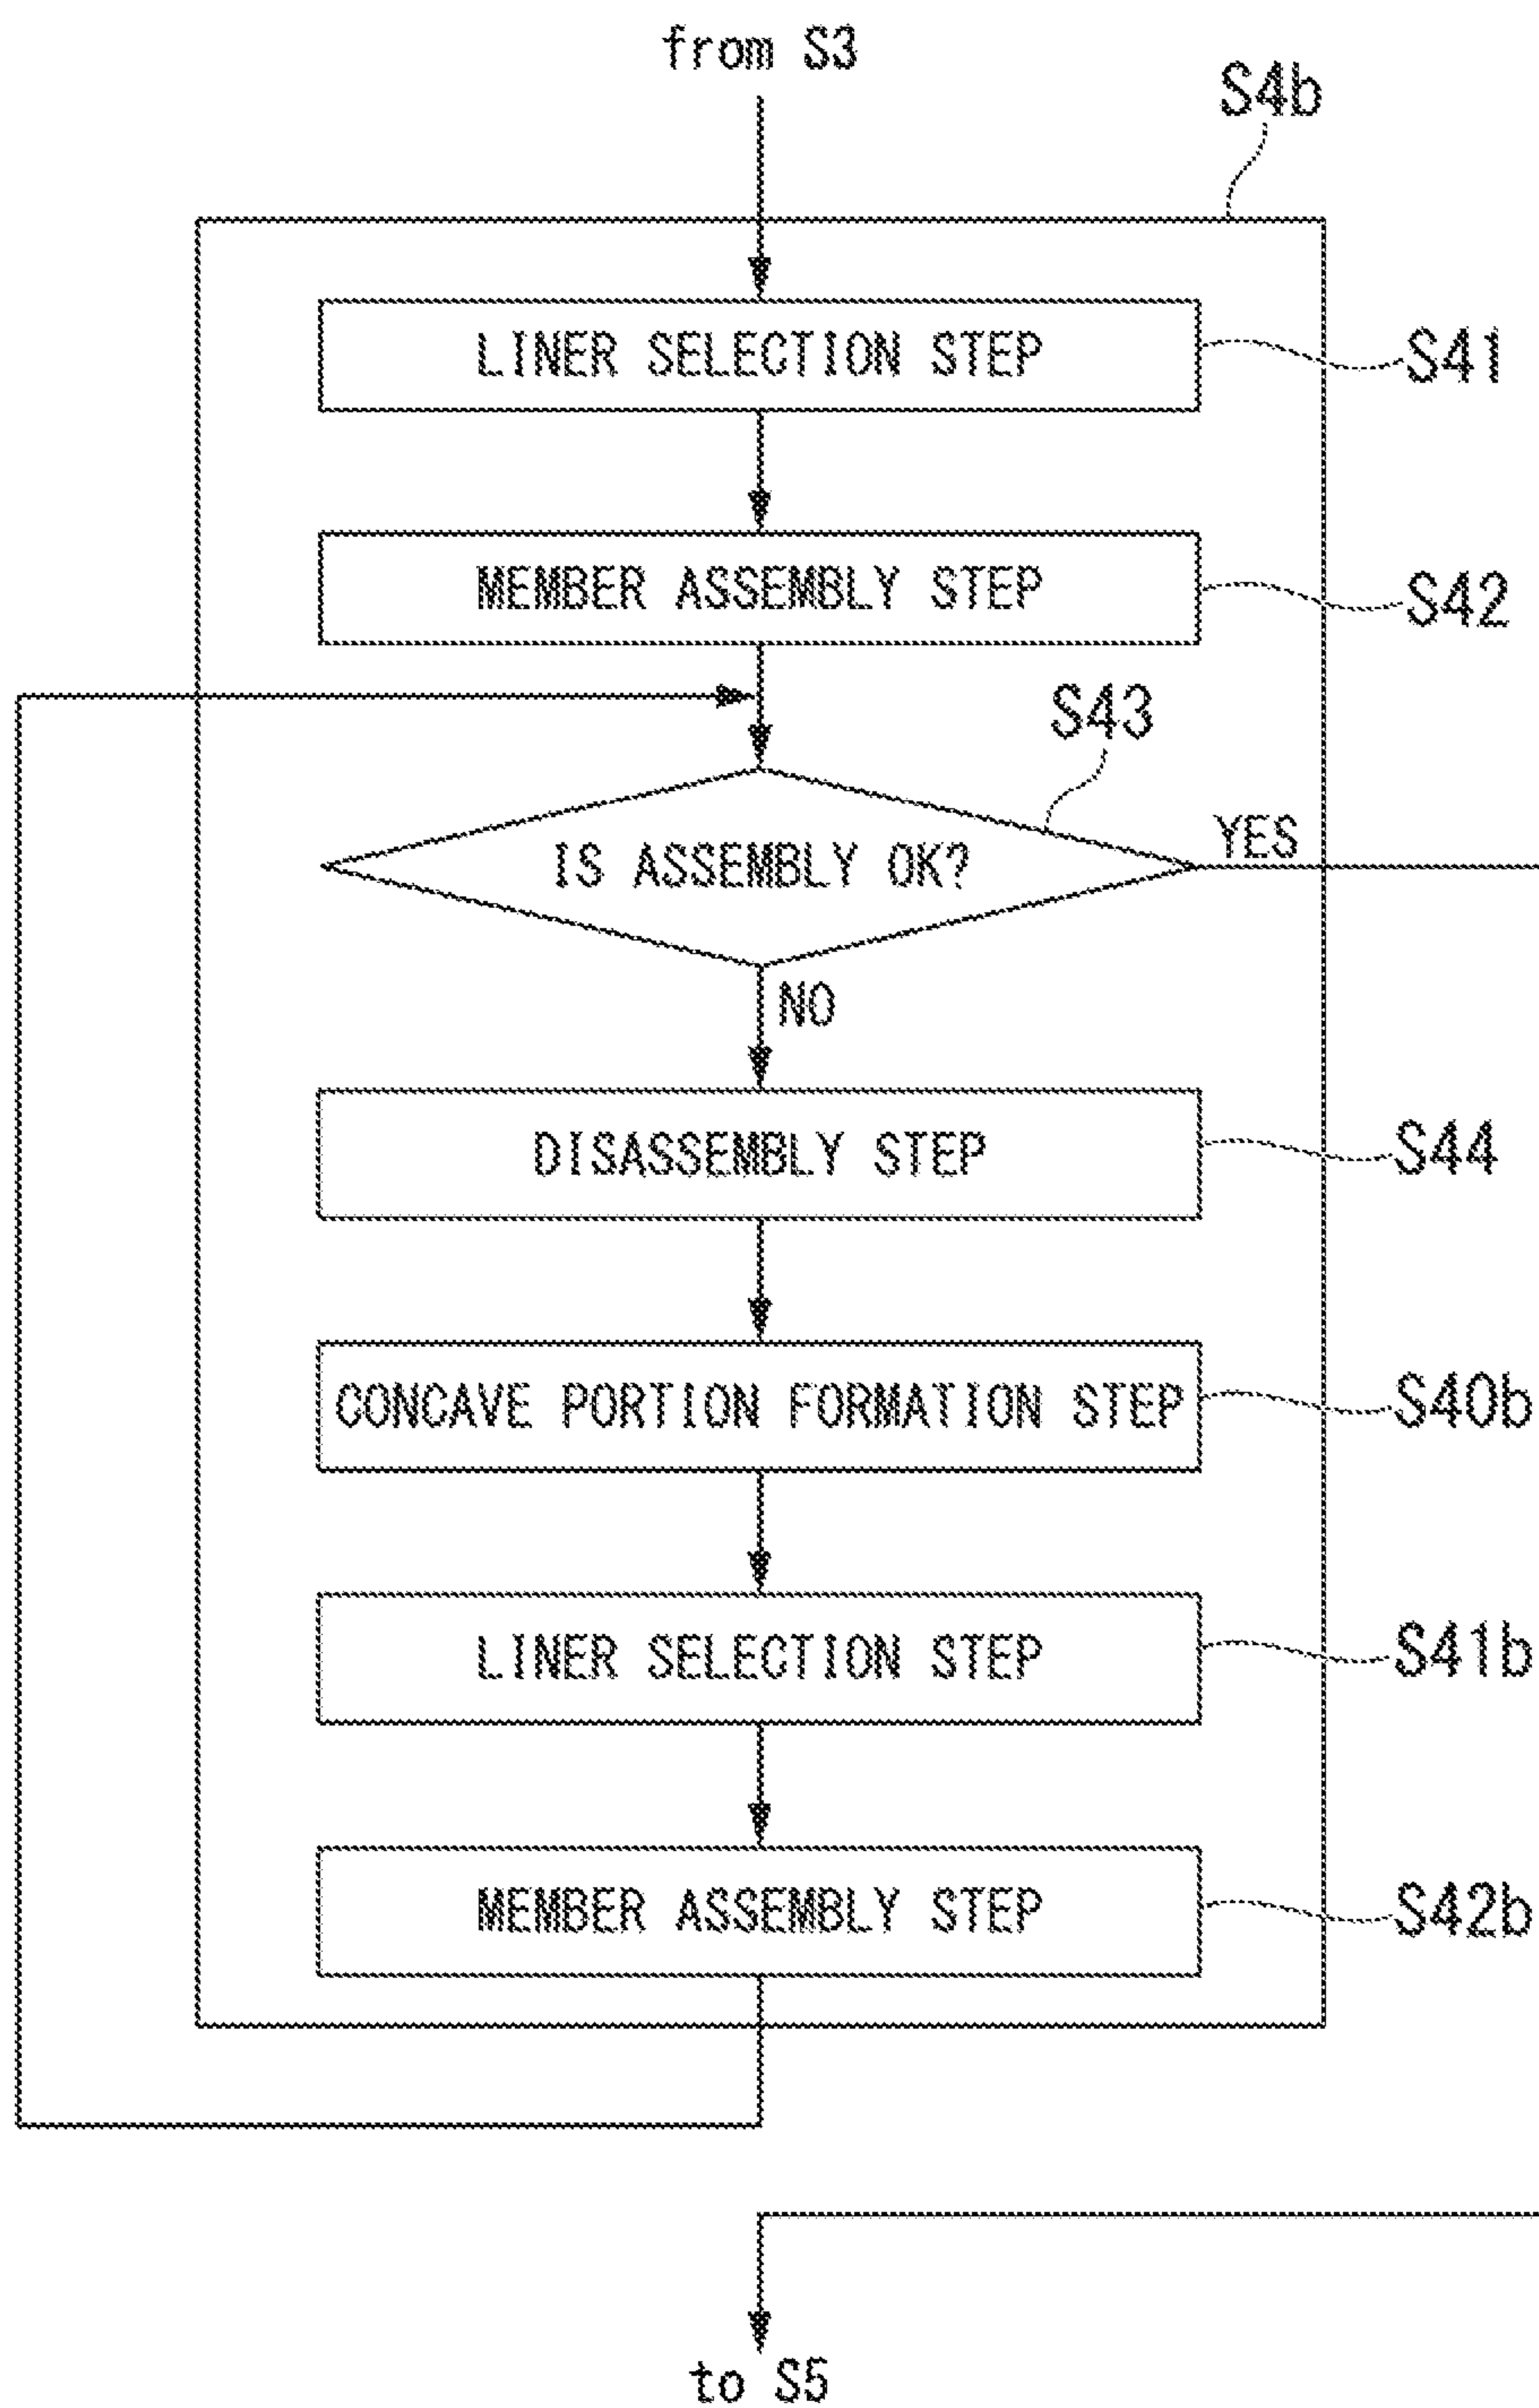 from S3
S4b
LINER SELECTION STEP
S41
MEMBER ASSEMBLY STEP
S42
S43
IS ASSEMBLY OK?
YES
NO
DISASSEMBLY STEP
S44
CONCAVE PORTION FORMATION STEP
S40b
LINER SELECTION STEP
S41b
MEMBER ASSEMBLY STEP
S42b
to S5